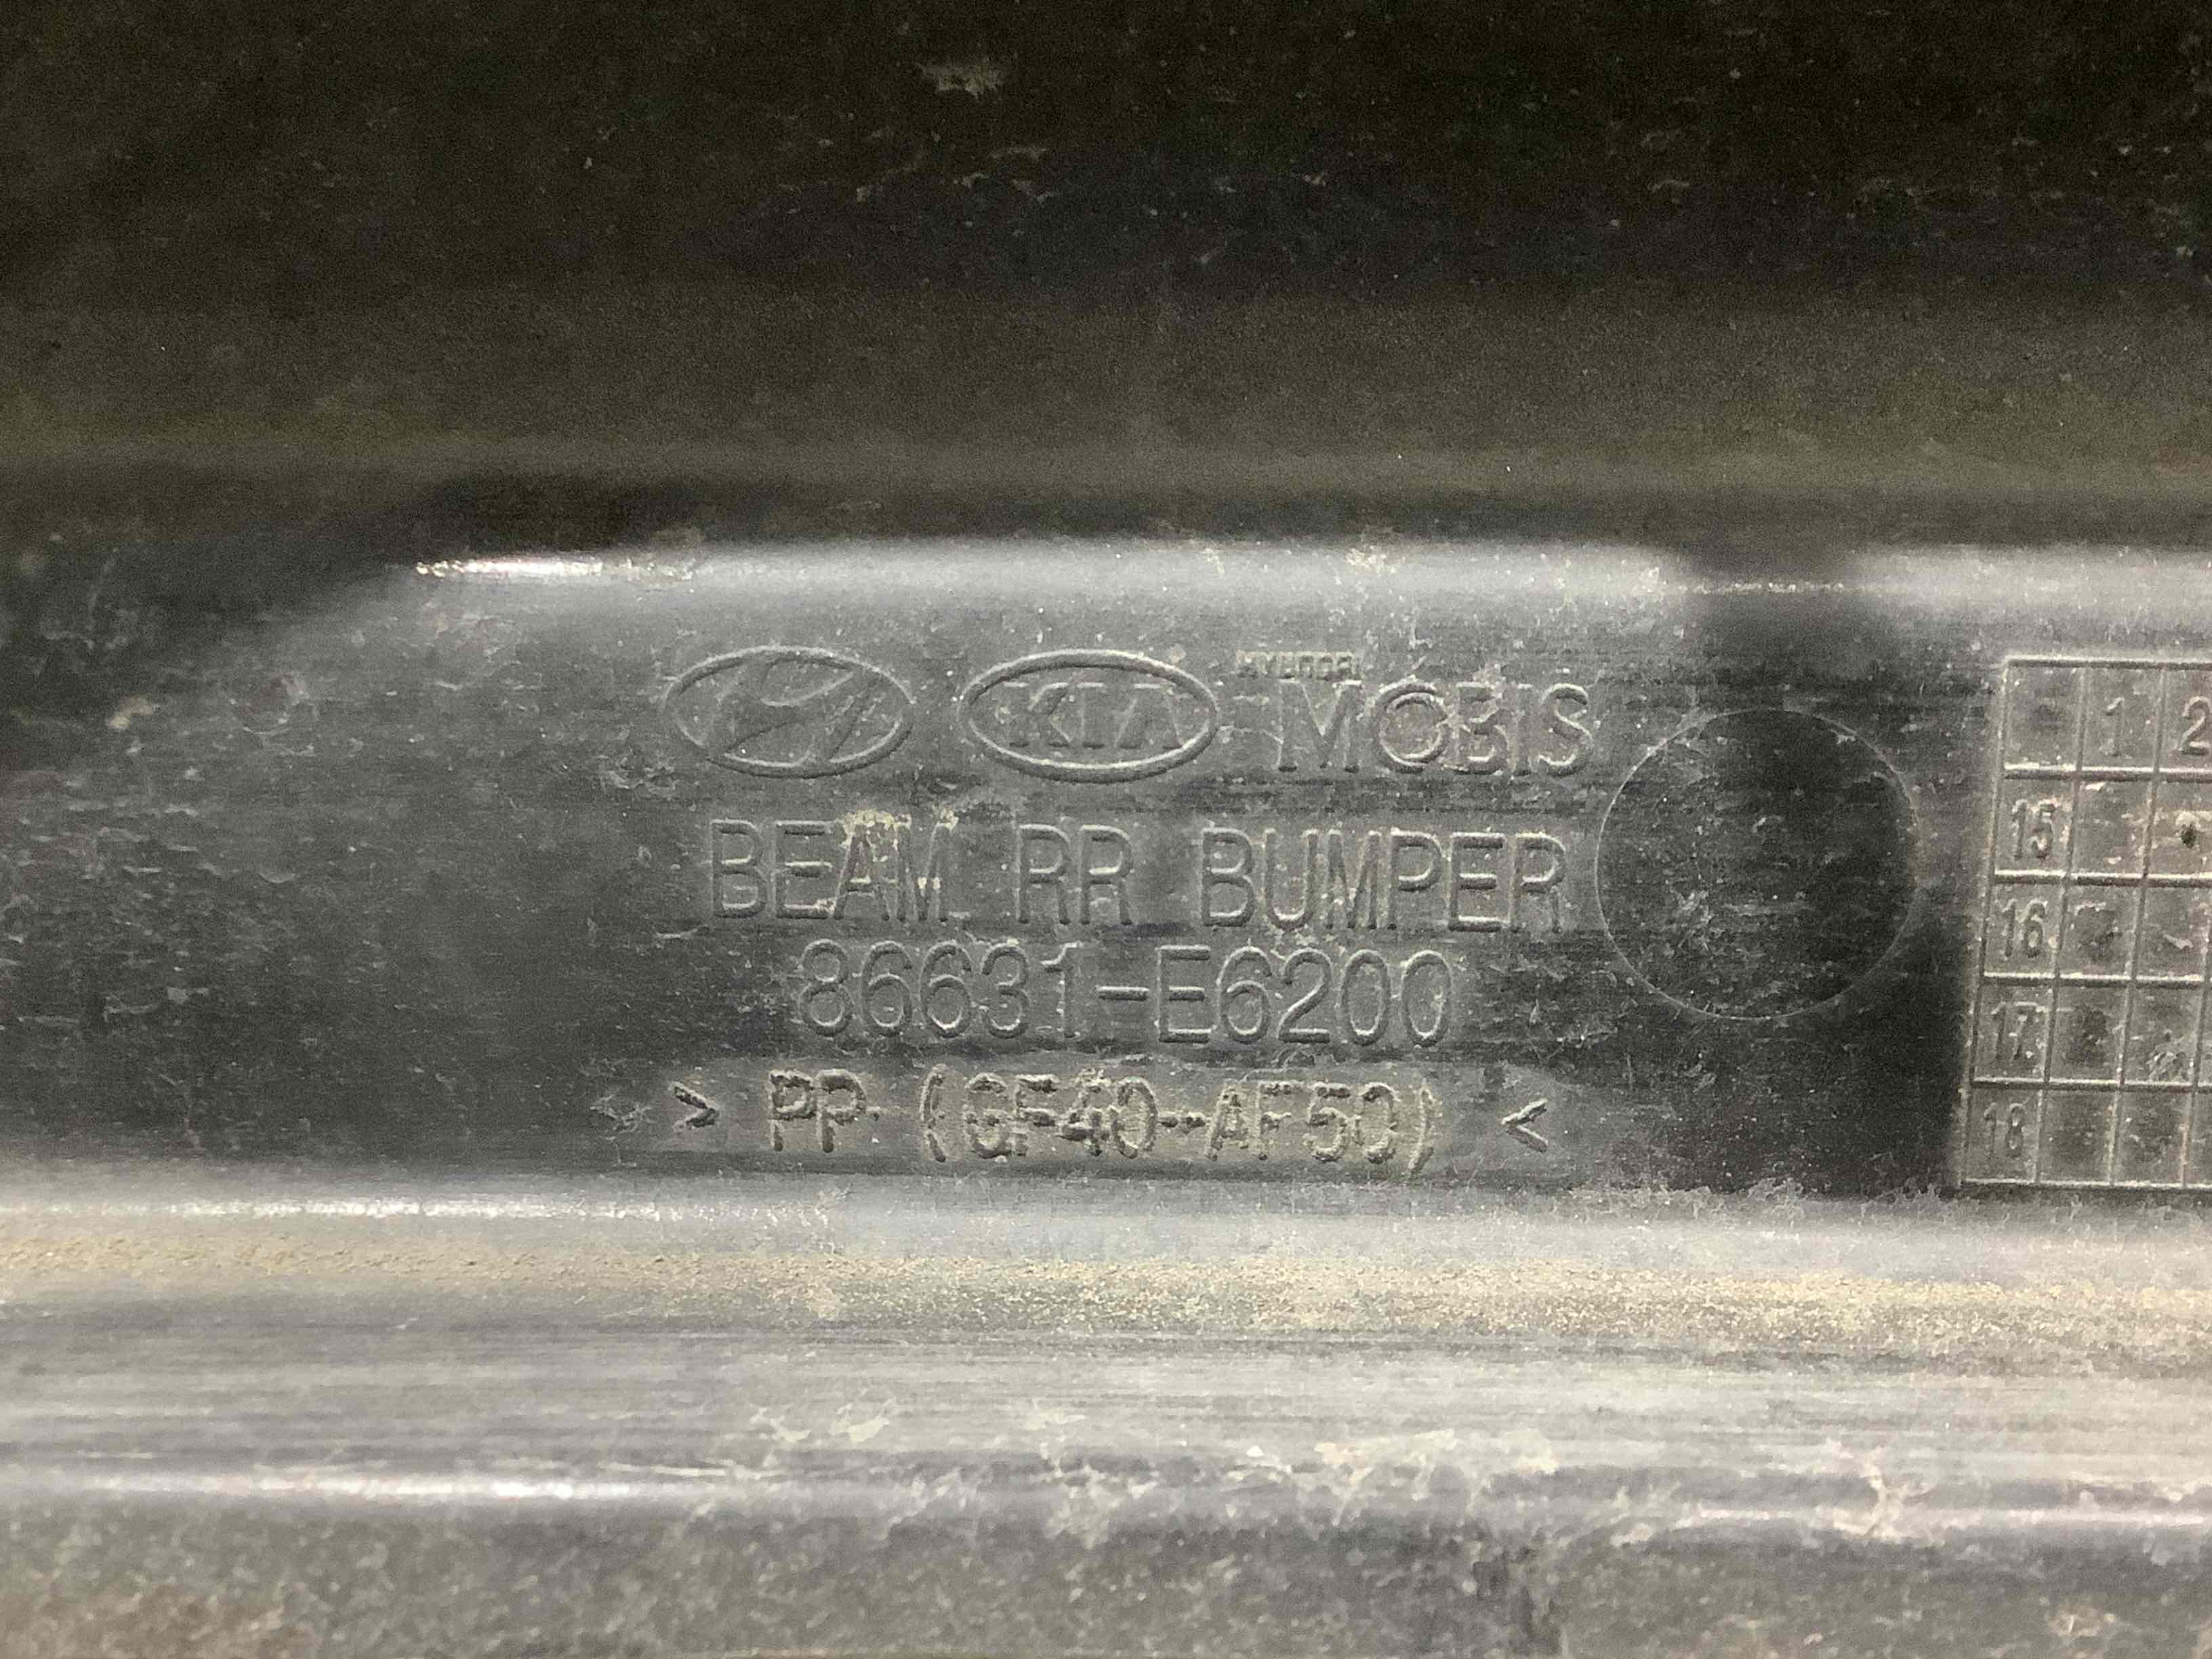 KIA HYUNDAI MOBIS
BEAM RR BUMPER
86631-E6200
> PP (GF40-AF50) <
1 2
15
16
17
18